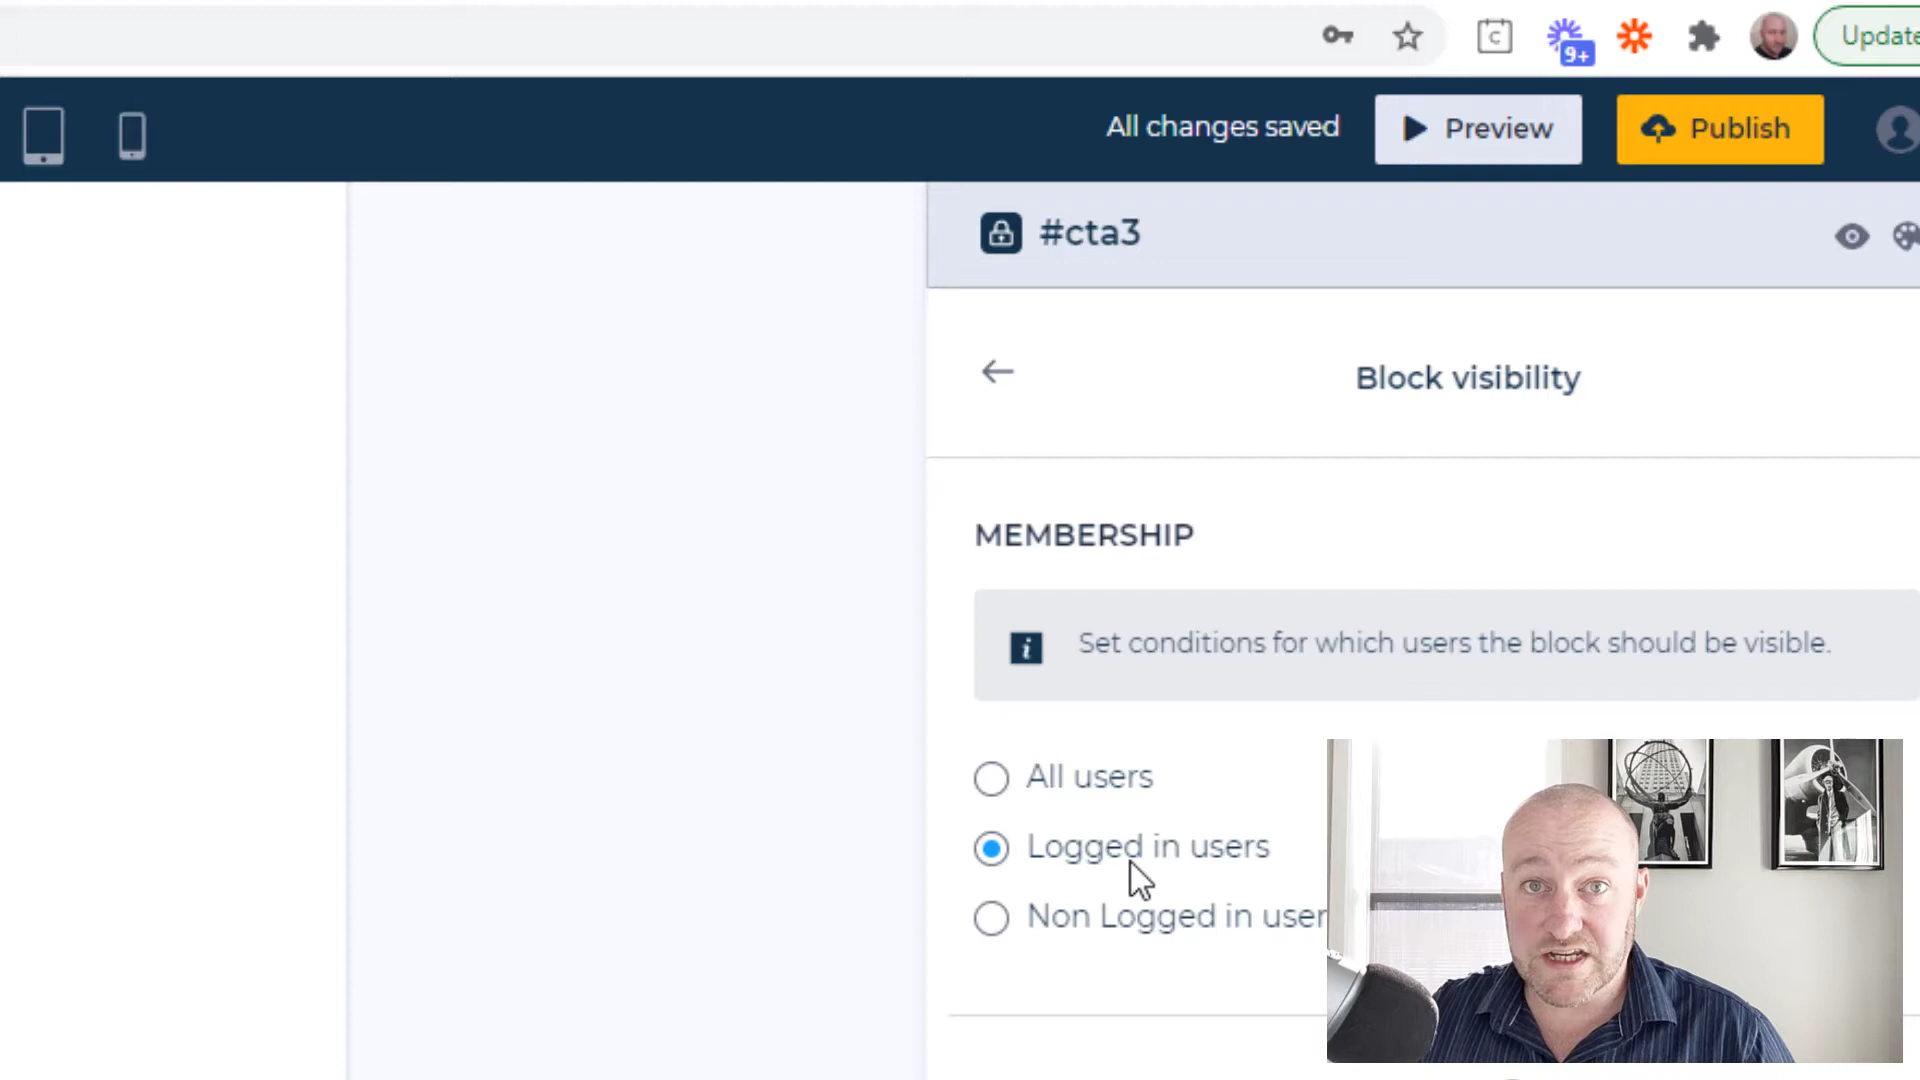 C
9+
Update
All changes saved
Preview
Publish
#cta3
Block visibility
MEMBERSHIP
i
Set conditions for which users the block should be visible.
All users
Logged in users
Non Logged in user